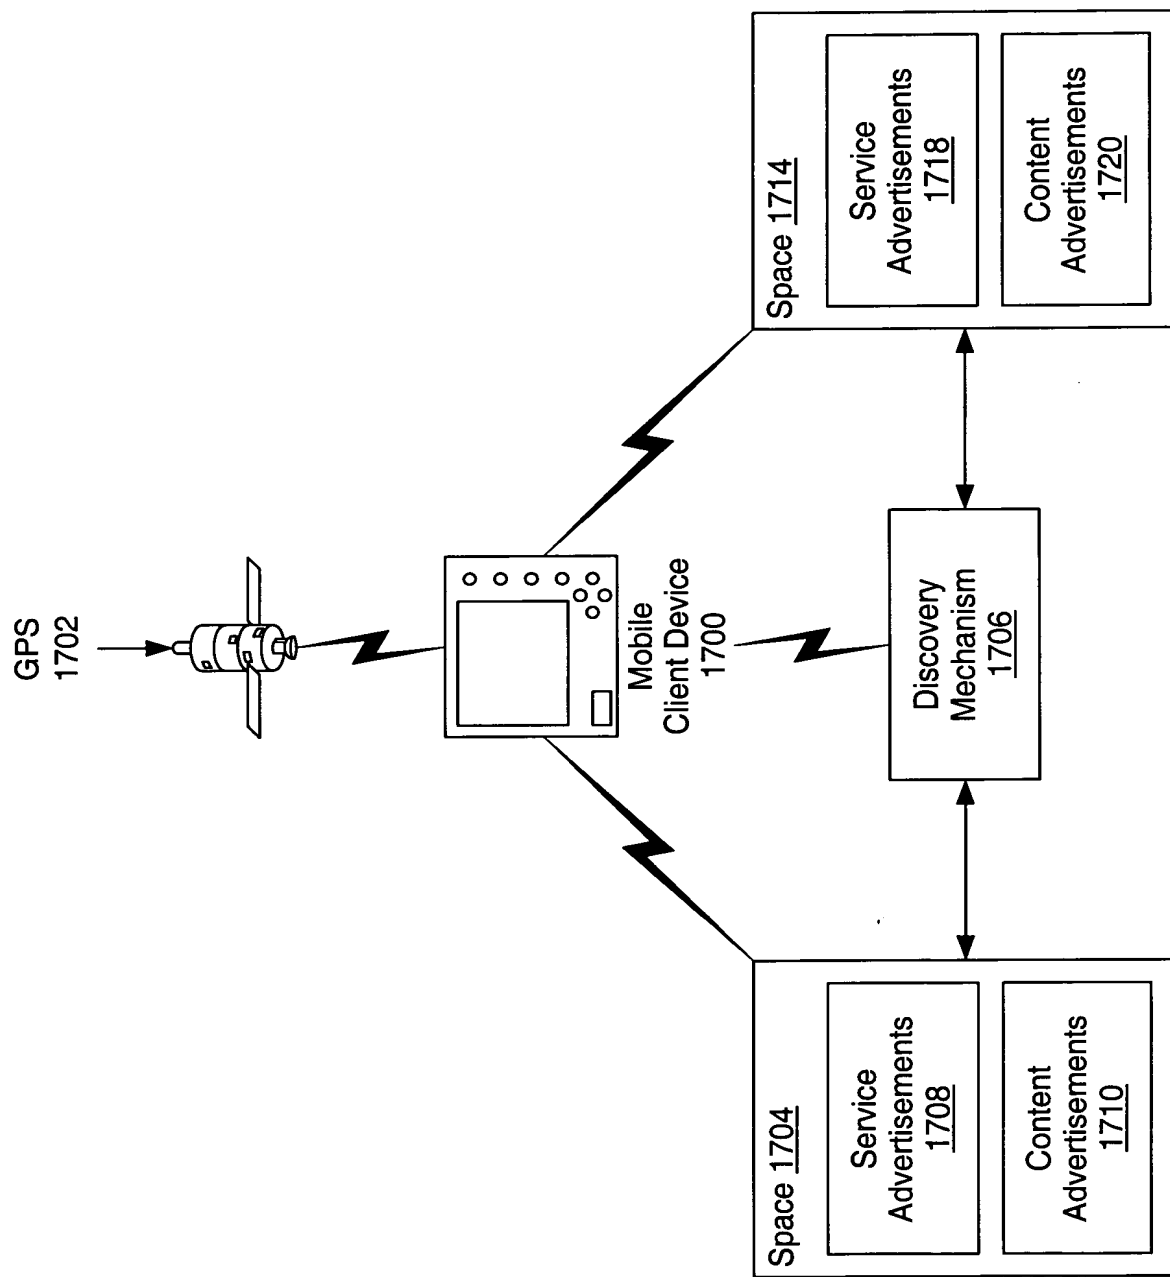 GPS
1702
Mobile
Client Device
1700
Discovery
Mechanism
1706
Space 1704
Service
Advertisements
1708
Content
Advertisements
1710
Space 1714
Service
Advertisements
1718
Content
Advertisements
1720